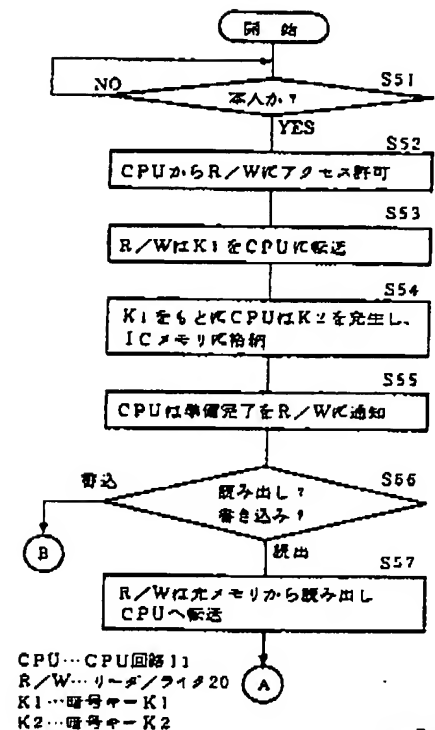 開始
本人か?
S51
NO
YES
S52
CPUからR/Wにアクセス許可
S53
R/WはK1をCPUに転送
S54
K1をもとにCPUはK2を発生し、
ICメモリに格納
S55
CPUは準備完了をR/Wに通知
S56
読み出し?
書き込み?
書込
B
読出
S57
R/Wは光メモリから読み出し
CPUへ転送
A
CPU…CPU回路11
R/W…リーダ/ライタ20
K1…暗号キーK1
K2…暗号キーK2